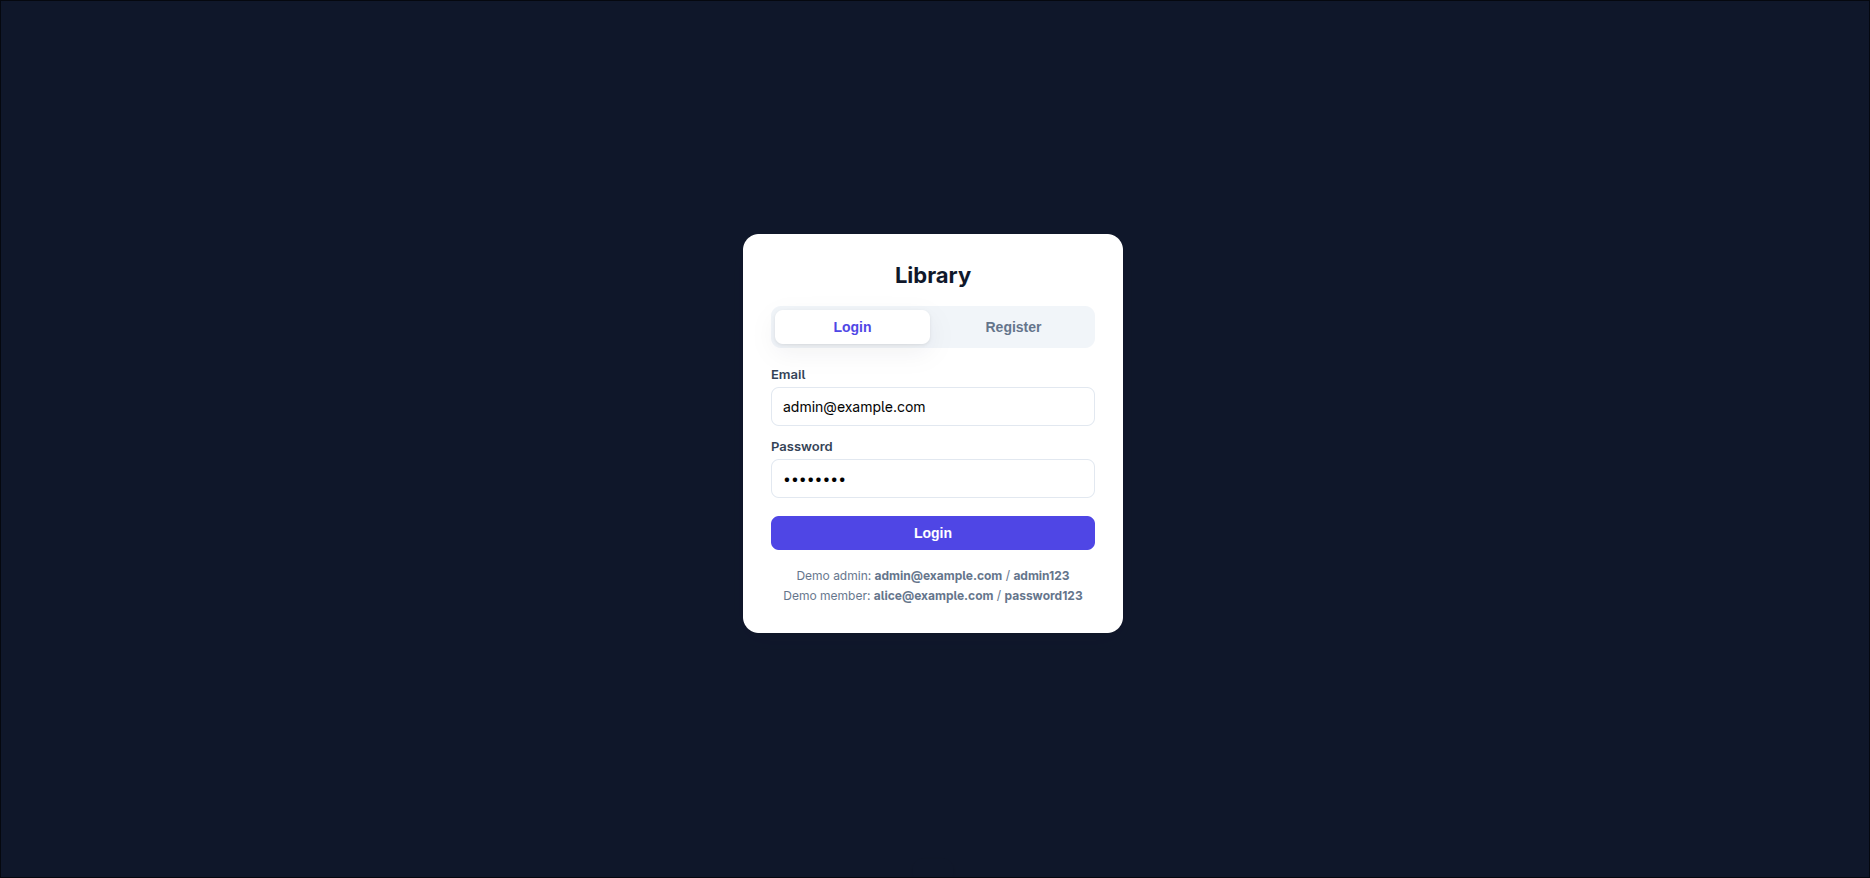 Library
Login Register
Email
admin@example.com
Password
••••••••
Login
Demo admin: admin@example.com / admin123
Demo member: alice@example.com / password123